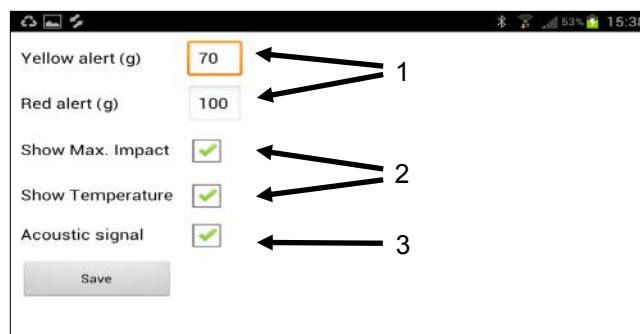 53% 15:38
Yellow alert (g) 70
1
Red alert (g) 100
Show Max. Impact
2
Show Temperature
Acoustic signal
3
Save